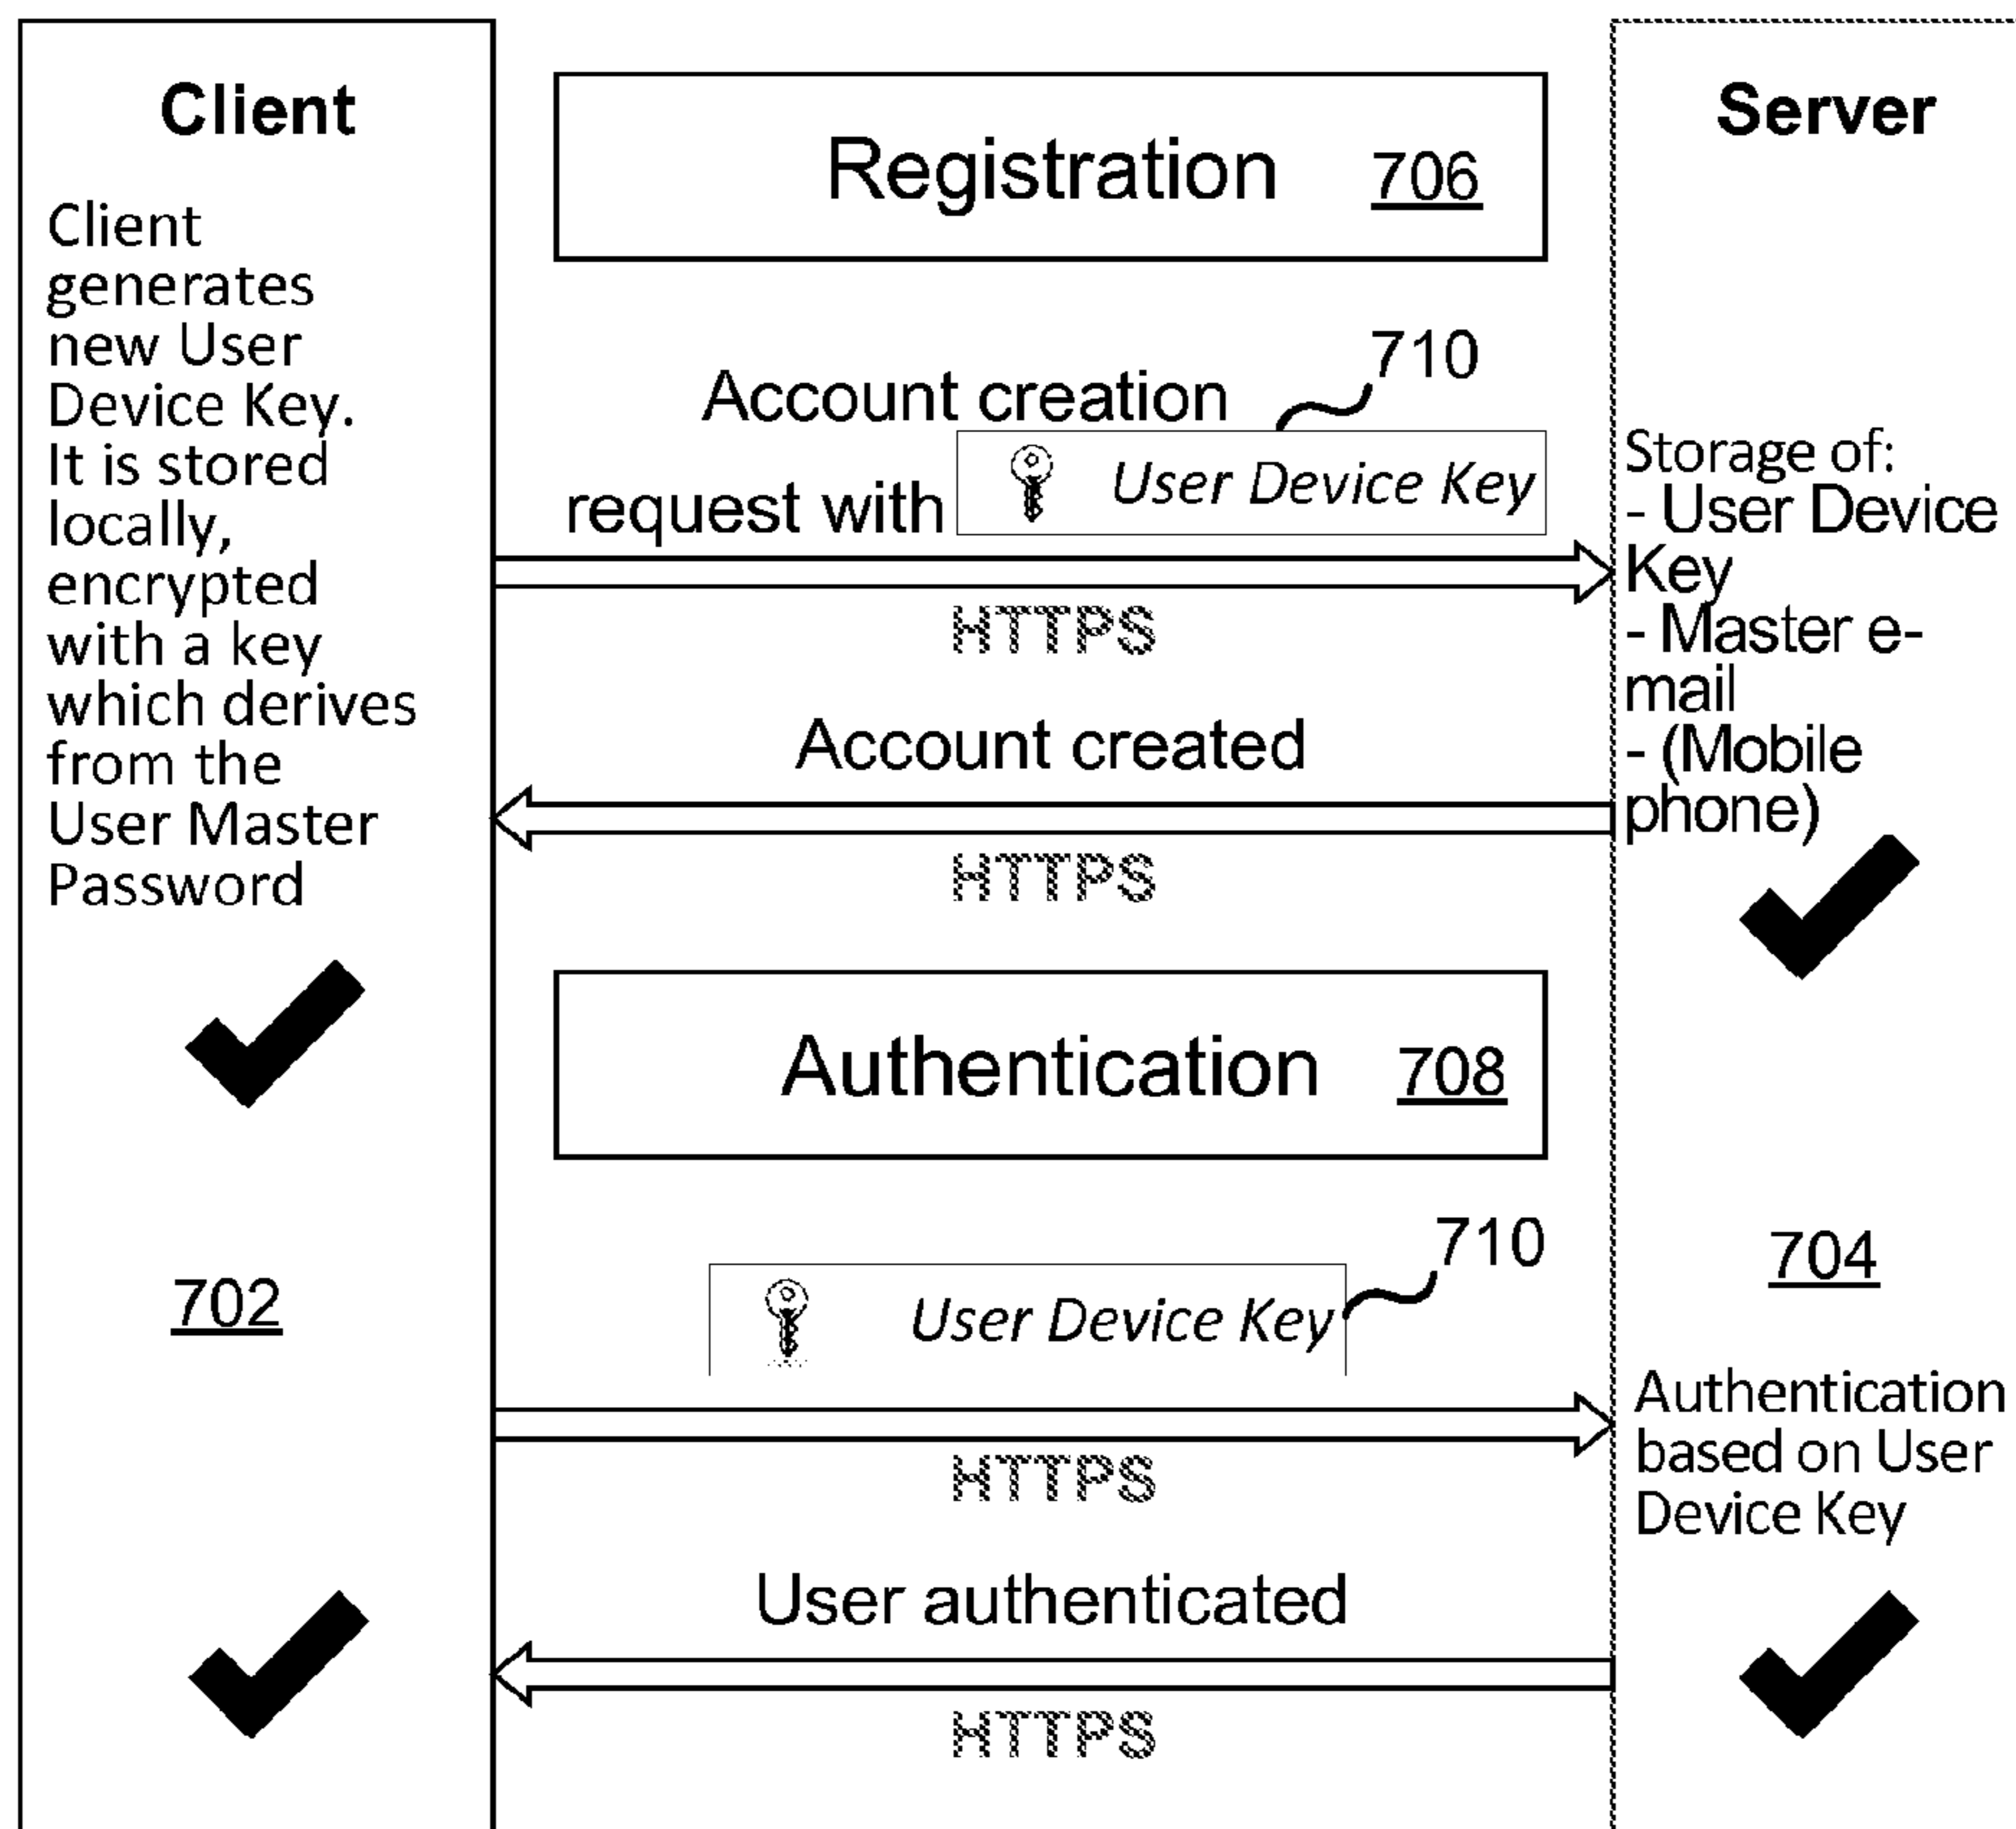 Client
Client
generates
new User
Device Key.
It is stored
locally,
encrypted
with a key
which derives
from the
User Master
Password
702
Registration 706
710
Account creation
request with User Device Key
HTTPS
Account created
HTTPS
Authentication 708
710
User Device Key
HTTPS
User authenticated
HTTPS
Server
Storage of:
- User Device
Key
- Master e-
mail
- (Mobile
phone)
704
Authentication
based on User
Device Key